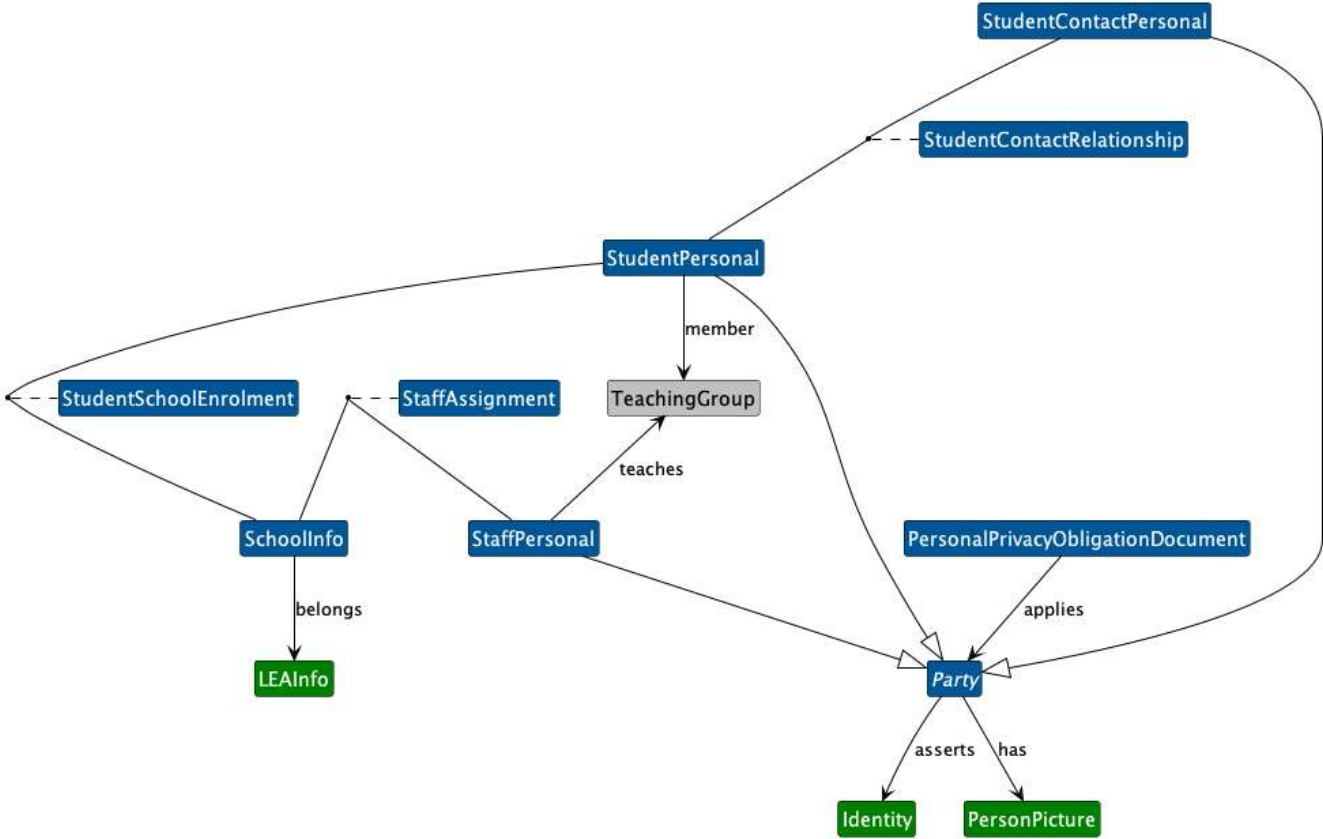 StudentContactPersonal
StudentContactRelationship
StudentPersonal
member
StudentSchoolEnrolment
StaffAssignment
TeachingGroup
teaches
SchoolInfo
StaffPersonal
PersonalPrivacyObligationDocument
belongs
applies
LEAInfo
Party
asserts
has
Identity
PersonPicture